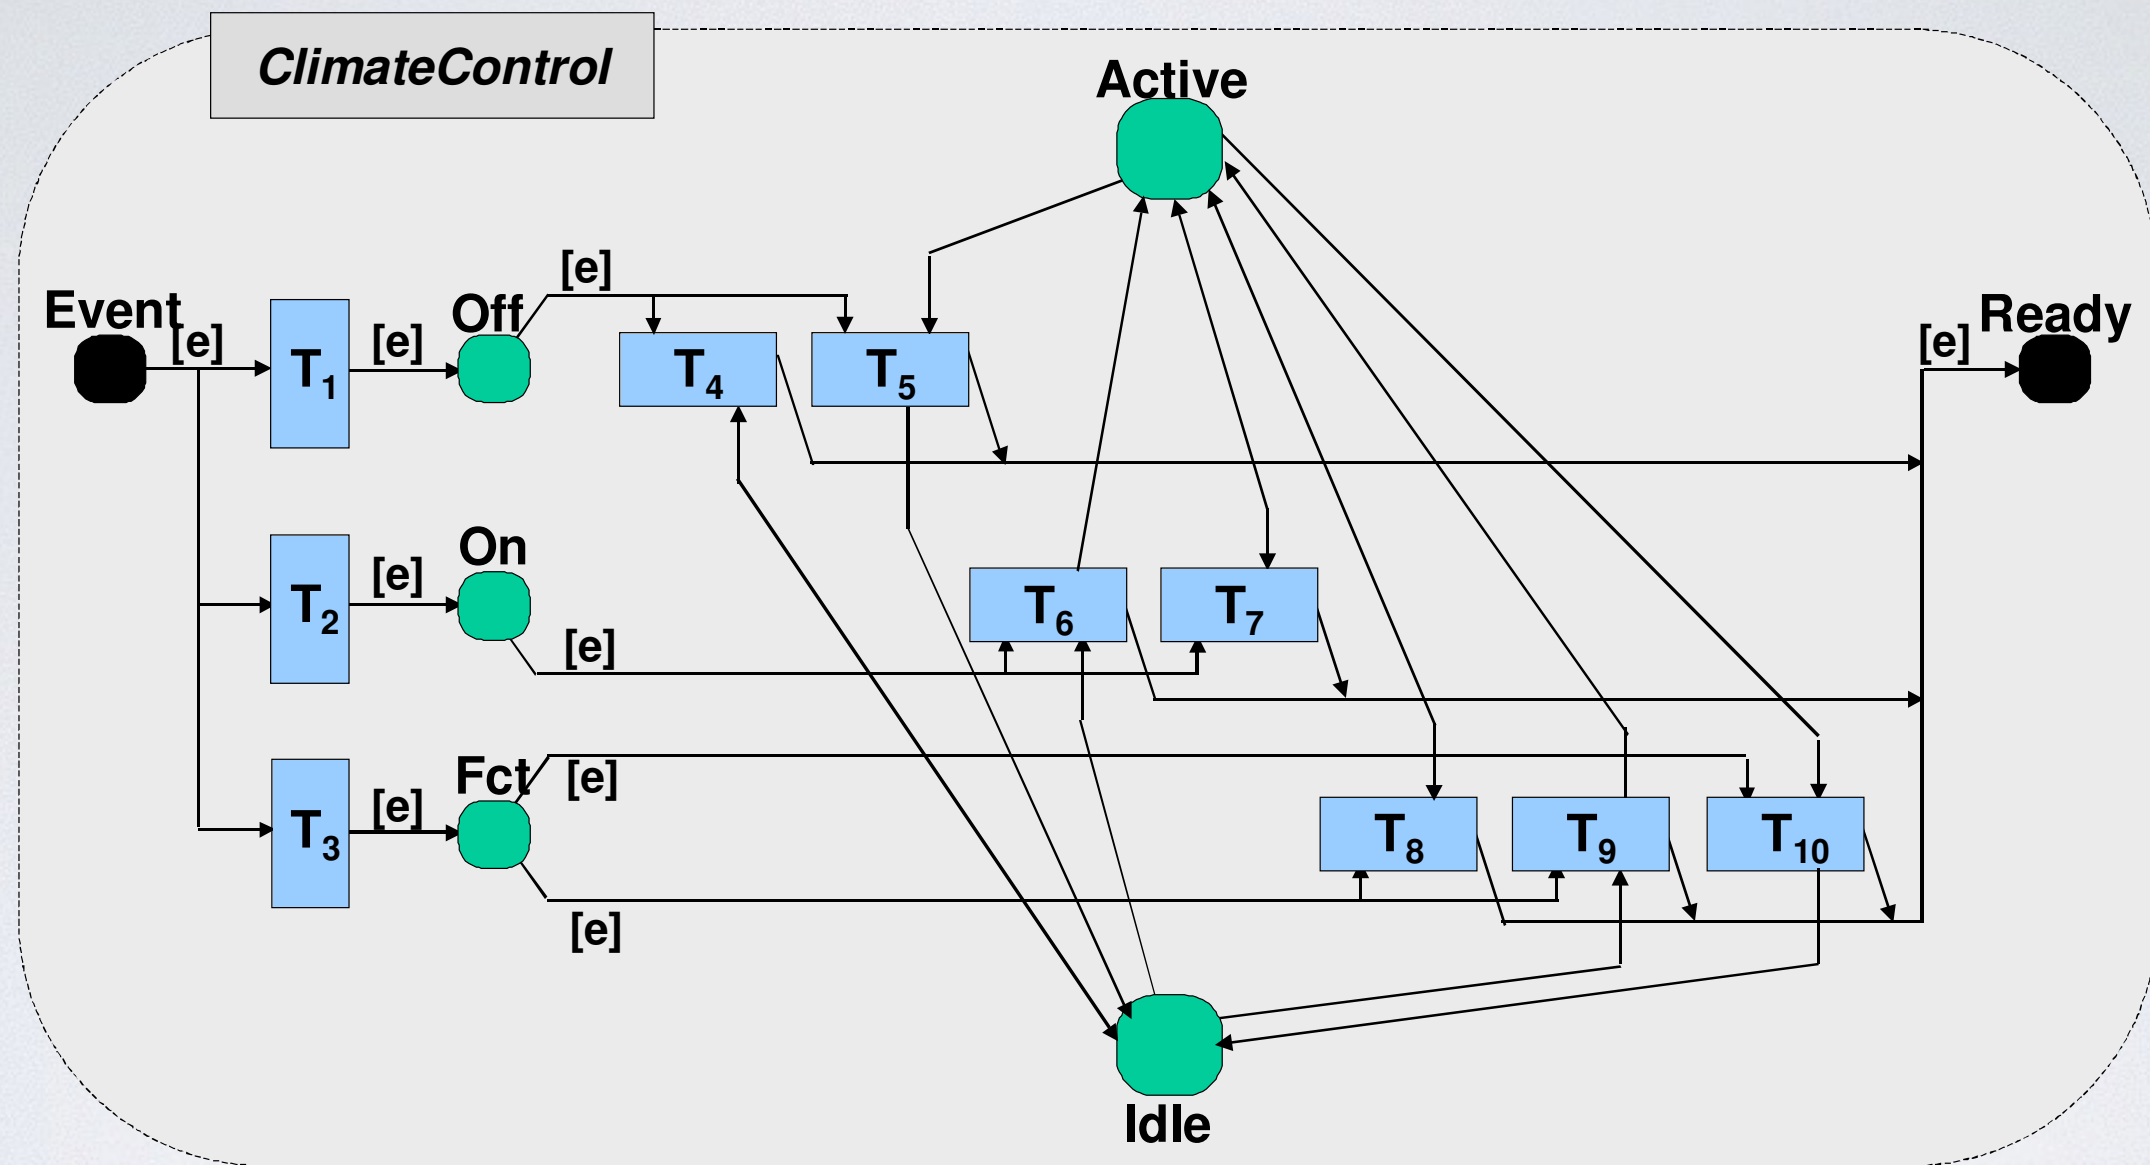 ClimateControl
Active
[e]
Event
[e]
T1
[e]
Off
T4
T5
[e]
Ready
On
T2
[e]
[e]
T6
T7
Fct
[e]
T3
[e]
T8
T9
T10
[e]
Idle